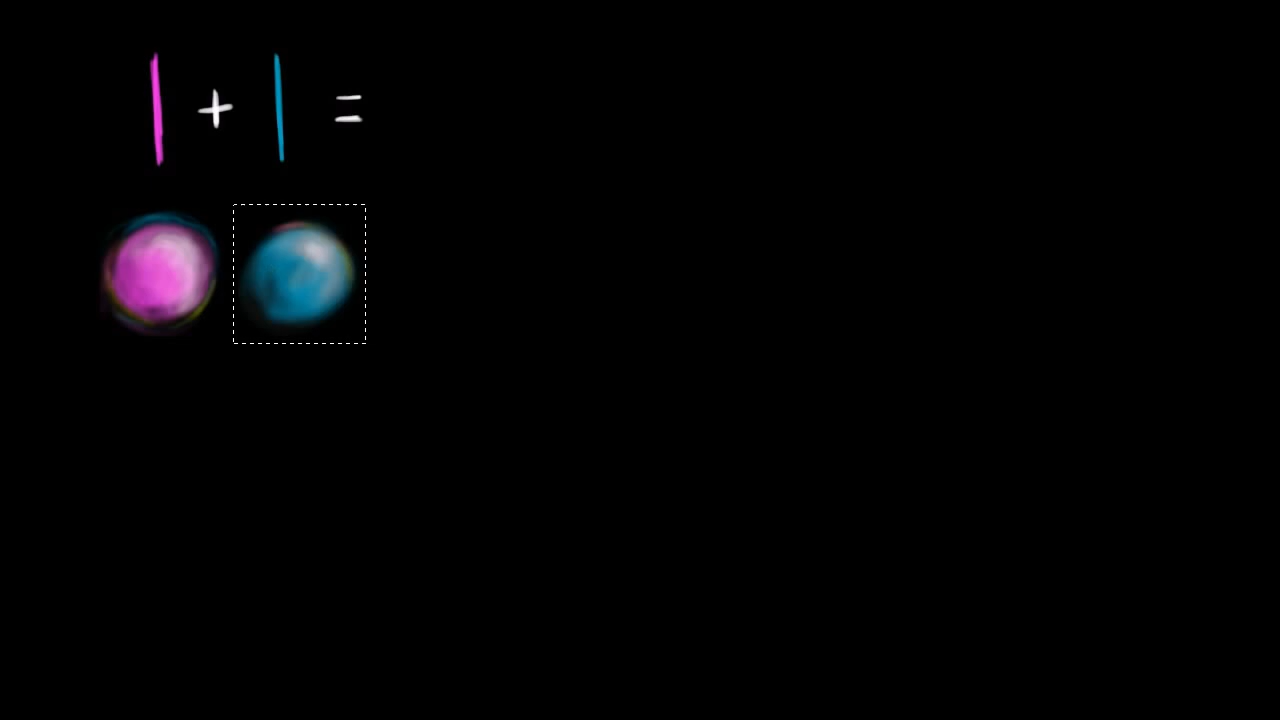 1 + 1 =